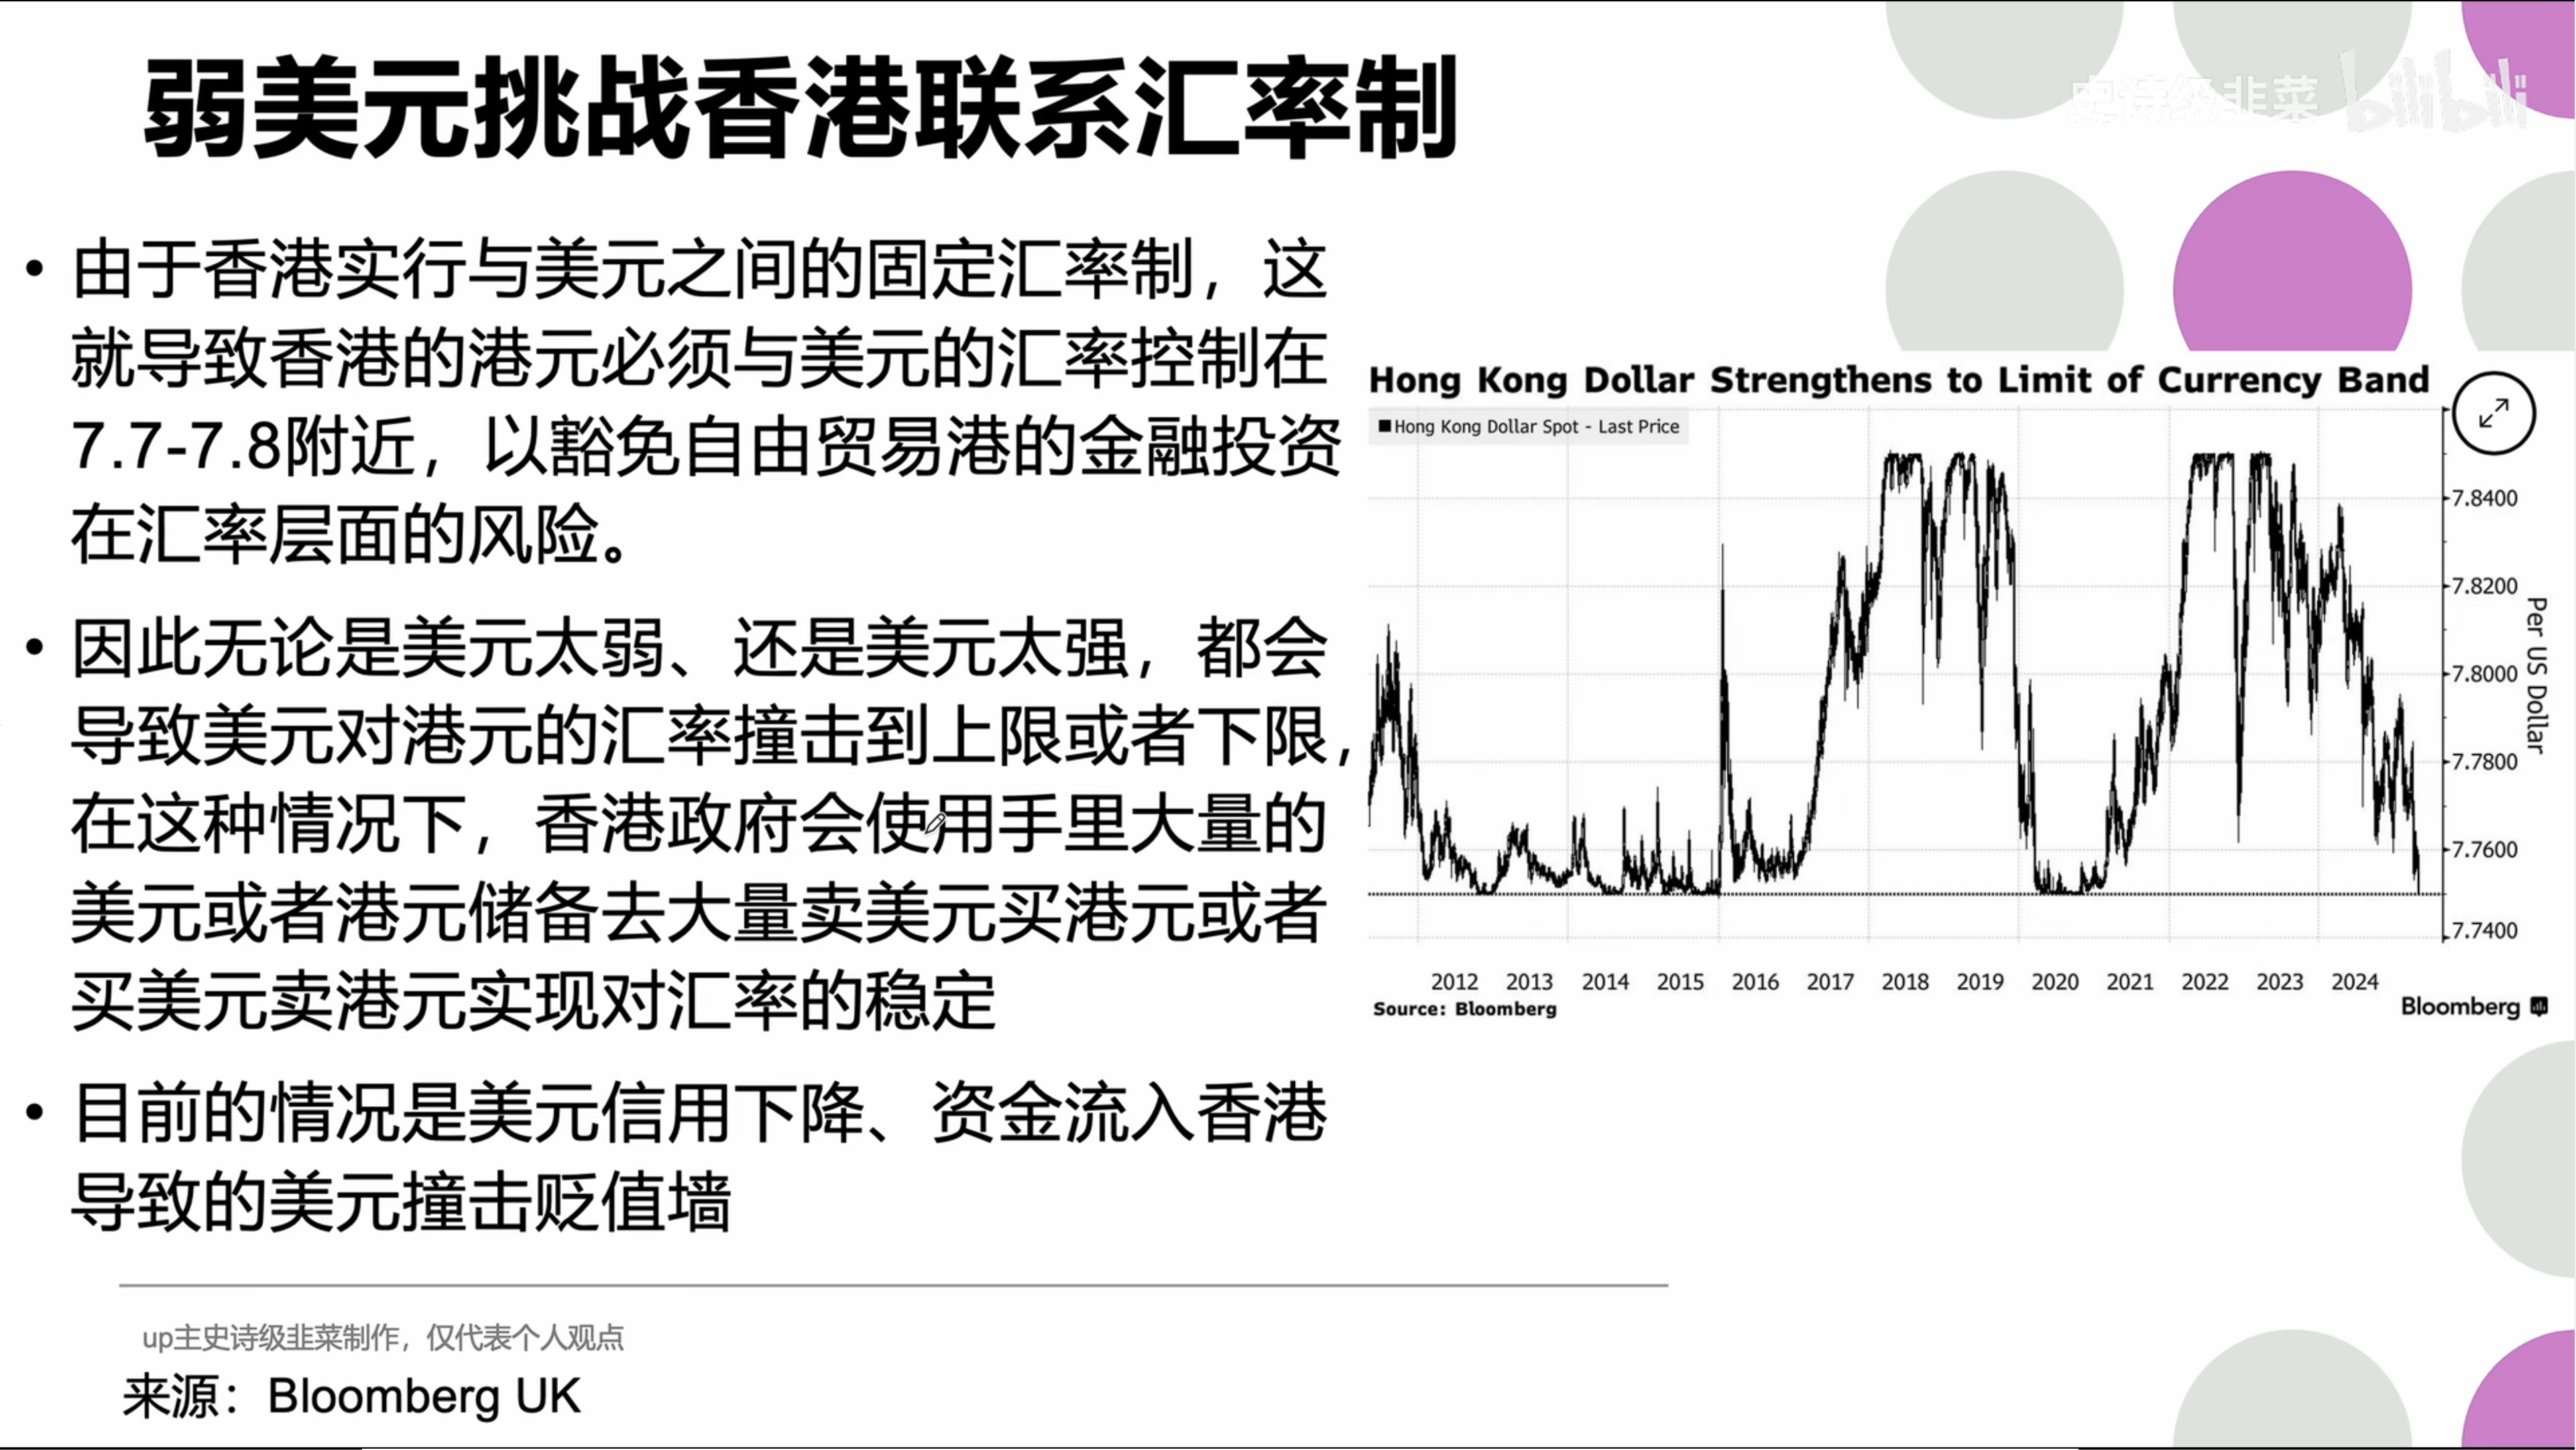 弱美元挑战香港联系汇率制
史诗级韭菜 bilibili
• 由于香港实行与美元之间的固定汇率制，这
就导致香港的港元必须与美元的汇率控制在
7.7-7.8附近，以豁免自由贸易港的金融投资
在汇率层面的风险。
• 因此无论是美元太弱、还是美元太强，都会
导致美元对港元的汇率撞击到上限或者下限，
在这种情况下，香港政府会使用手里大量的
美元或者港元储备去大量卖美元买港元或者
买美元卖港元实现对汇率的稳定
• 目前的情况是美元信用下降、资金流入香港
导致的美元撞击贬值墙
Hong Kong Dollar Strengthens to Limit of Currency Band
Hong Kong Dollar Spot - Last Price
7.8400
7.8200
7.8000
7.7800
7.7600
7.7400
Per US Dollar
2012 2013 2014 2015 2016 2017 2018 2019 2020 2021 2022 2023 2024
Source: Bloomberg
Bloomberg
up主史诗级韭菜制作，仅代表个人观点
来源：Bloomberg UK